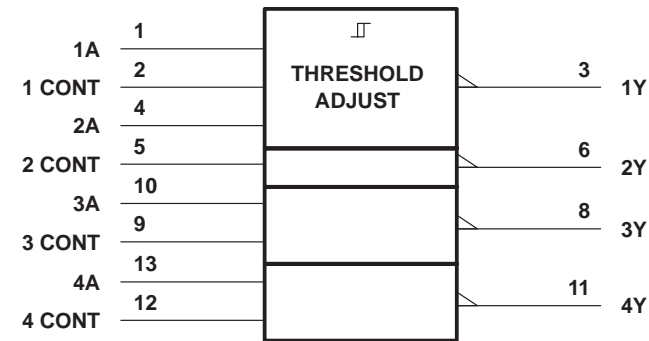 1A 1
1 CONT 2
2A 4
2 CONT 5
3A 10
3 CONT 9
4A 13
4 CONT 12
THRESHOLD
ADJUST
3 1Y
6 2Y
8 3Y
11 4Y